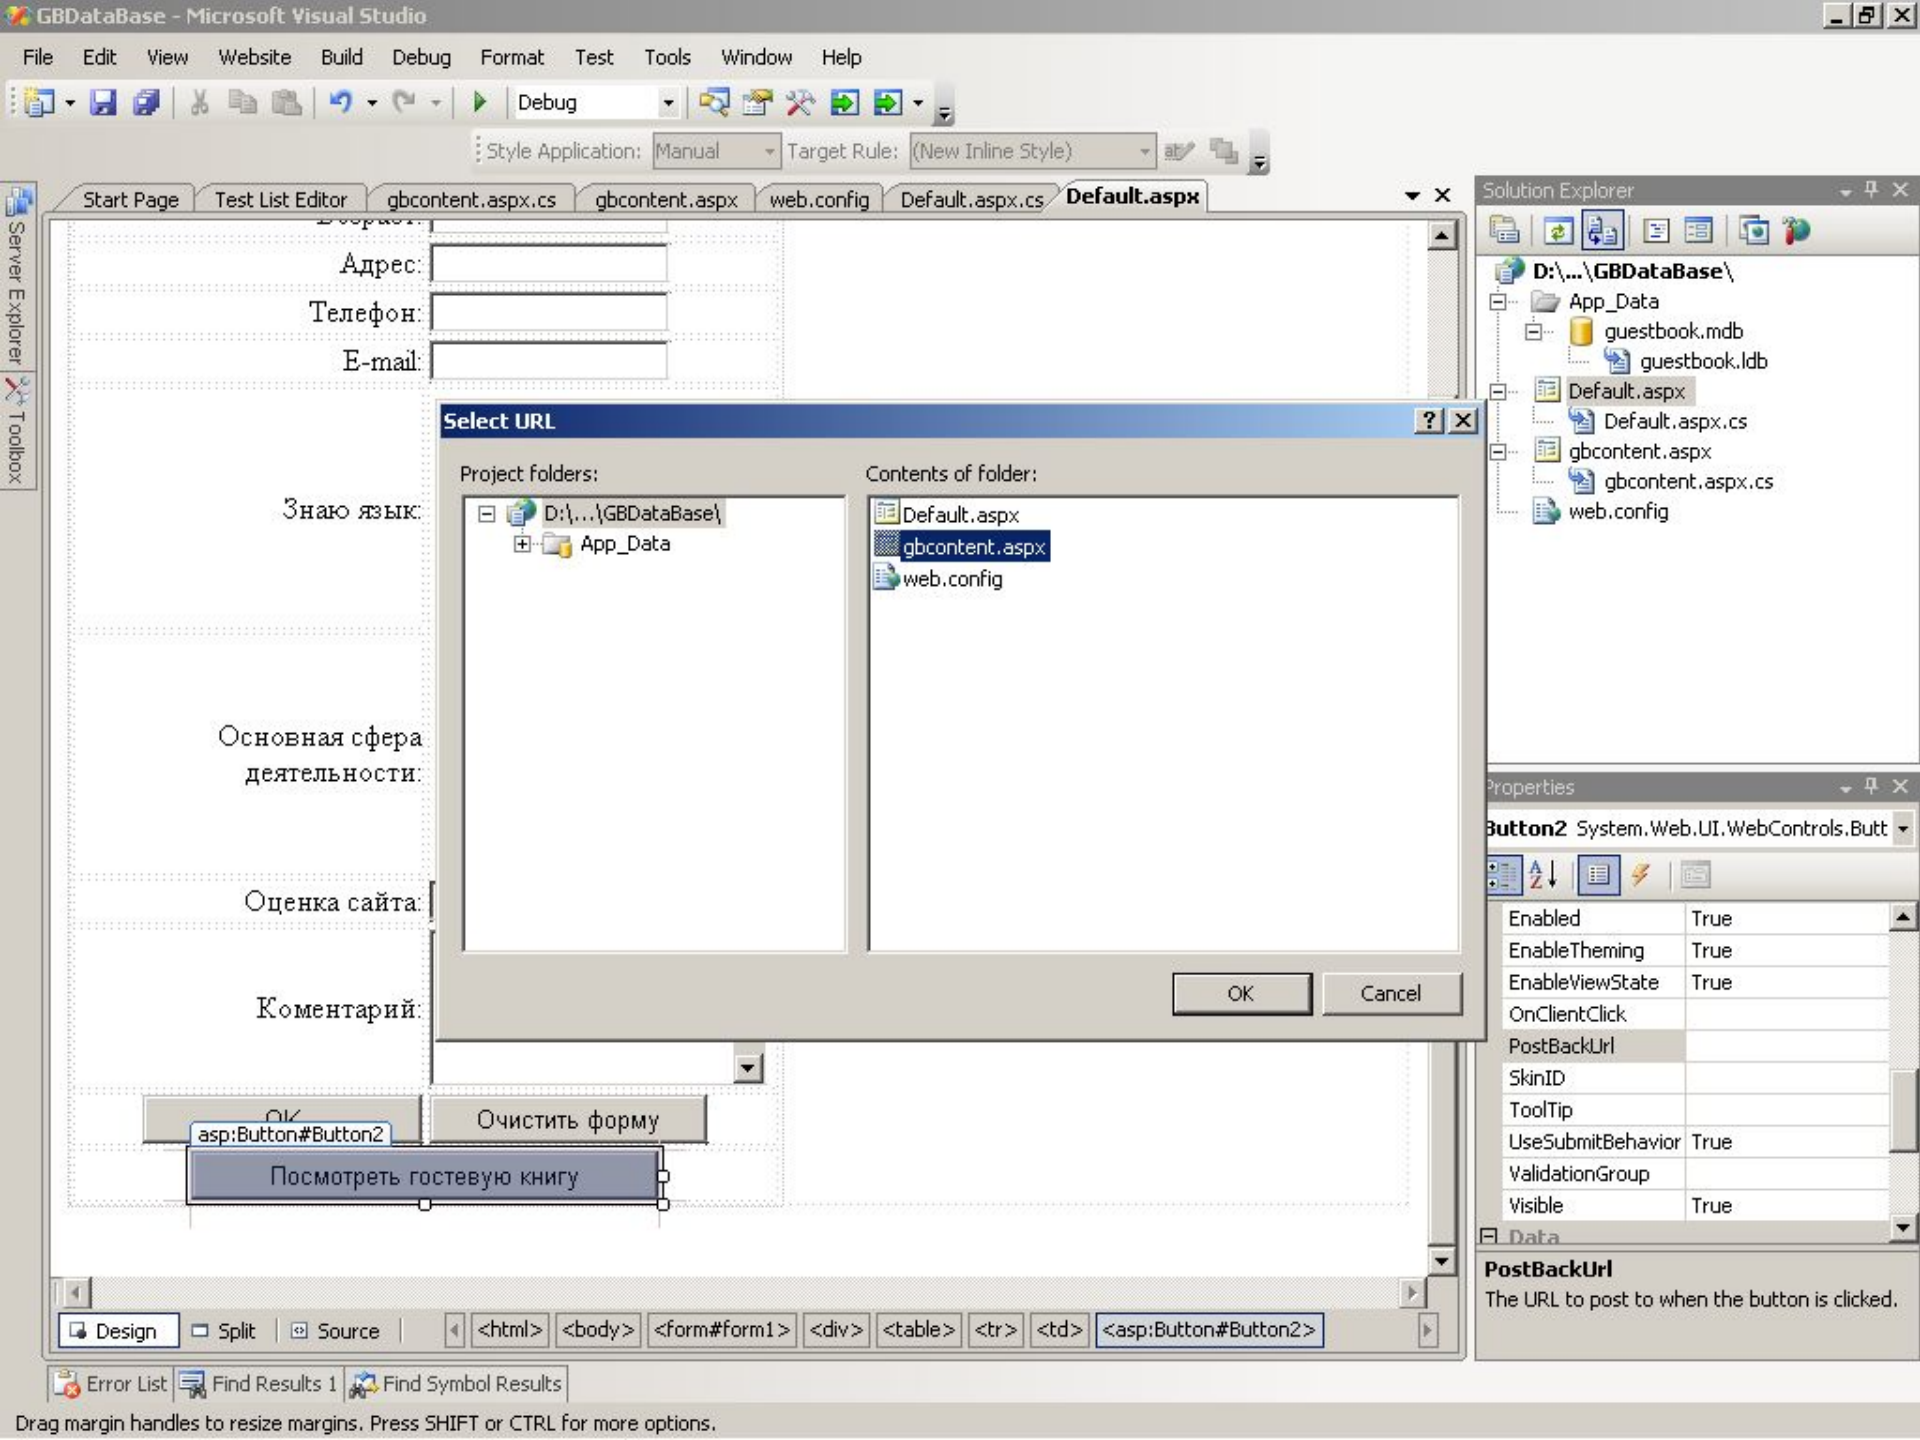 GBDataBase - Microsoft Visual Studio
File Edit View Website Build Debug Format Test Tools Window Help
Debug
Style Application: Manual Target Rule: (New Inline Style)
Start Page Test List Editor gbcontent.aspx.cs gbcontent.aspx web.config Default.aspx.cs Default.aspx
Server Explorer
Toolbox
Адрес:
Телефон:
E-mail:
Знаю язык:
Основная сфера
деятельности:
Оценка сайта:
Коментарий:
OK Очистить форму
asp:Button#Button2
Посмотреть гостевую книгу
Select URL
Project folders:
D:\...\GBDataBase\
App_Data
Contents of folder:
Default.aspx
gbcontent.aspx
web.config
OK Cancel
Solution Explorer
D:\...\GBDataBase\
App_Data
guestbook.mdb
guestbook.ldb
Default.aspx
Default.aspx.cs
gbcontent.aspx
gbcontent.aspx.cs
web.config
Properties
Button2 System.Web.UI.WebControls.Butt
Enabled True
EnableTheming True
EnableViewState True
OnClientClick
PostBackUrl
SkinID
ToolTip
UseSubmitBehavior True
ValidationGroup
Visible True
Data
PostBackUrl
The URL to post to when the button is clicked.
Design Split Source <html> <body> <form#form1> <div> <table> <tr> <td> <asp:Button#Button2>
Error List Find Results 1 Find Symbol Results
Drag margin handles to resize margins. Press SHIFT or CTRL for more options.